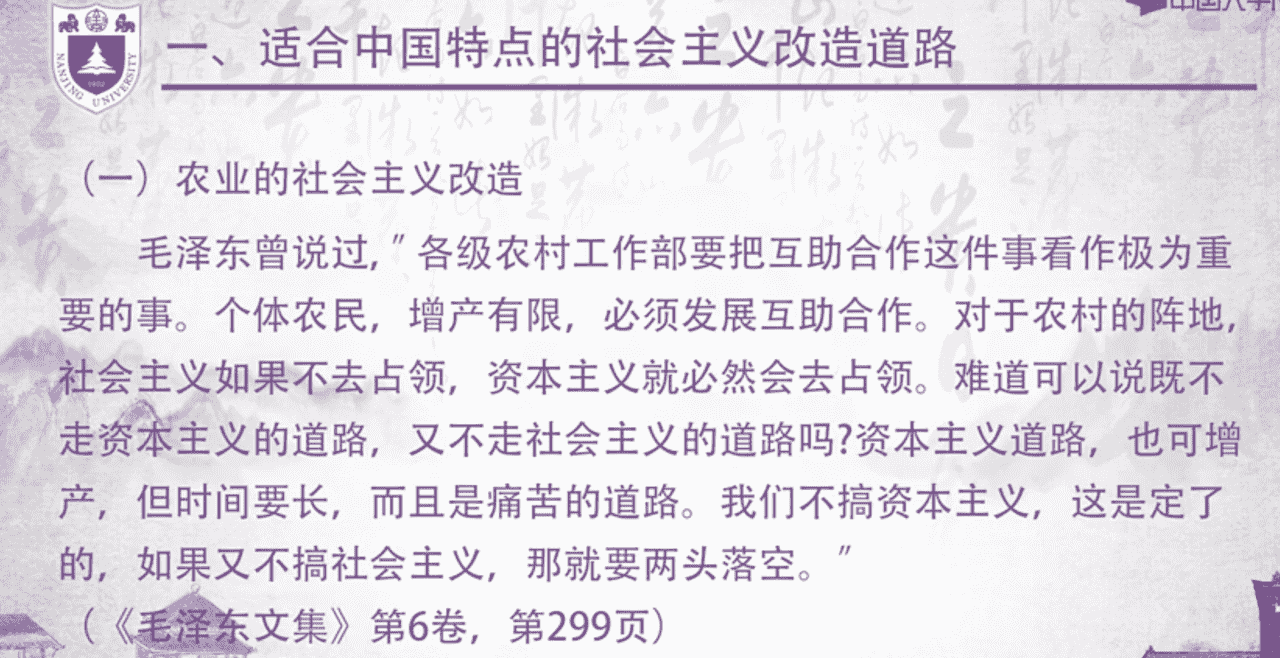 一、适合中国特点的社会主义改造道路
NANJING UNIVERSITY
1902
（一）农业的社会主义改造
毛泽东曾说过,"各级农村工作部要把互助合作这件事看作极为重
要的事。个体农民，增产有限，必须发展互助合作。对于农村的阵地,
社会主义如果不去占领，资本主义就必然会去占领。难道可以说既不
走资本主义的道路，又不走社会主义的道路吗?资本主义道路，也可增
产，但时间要长，而且是痛苦的道路。我们不搞资本主义，这是定了
的，如果又不搞社会主义，那就要两头落空。"
（《毛泽东文集》第6卷，第299页）